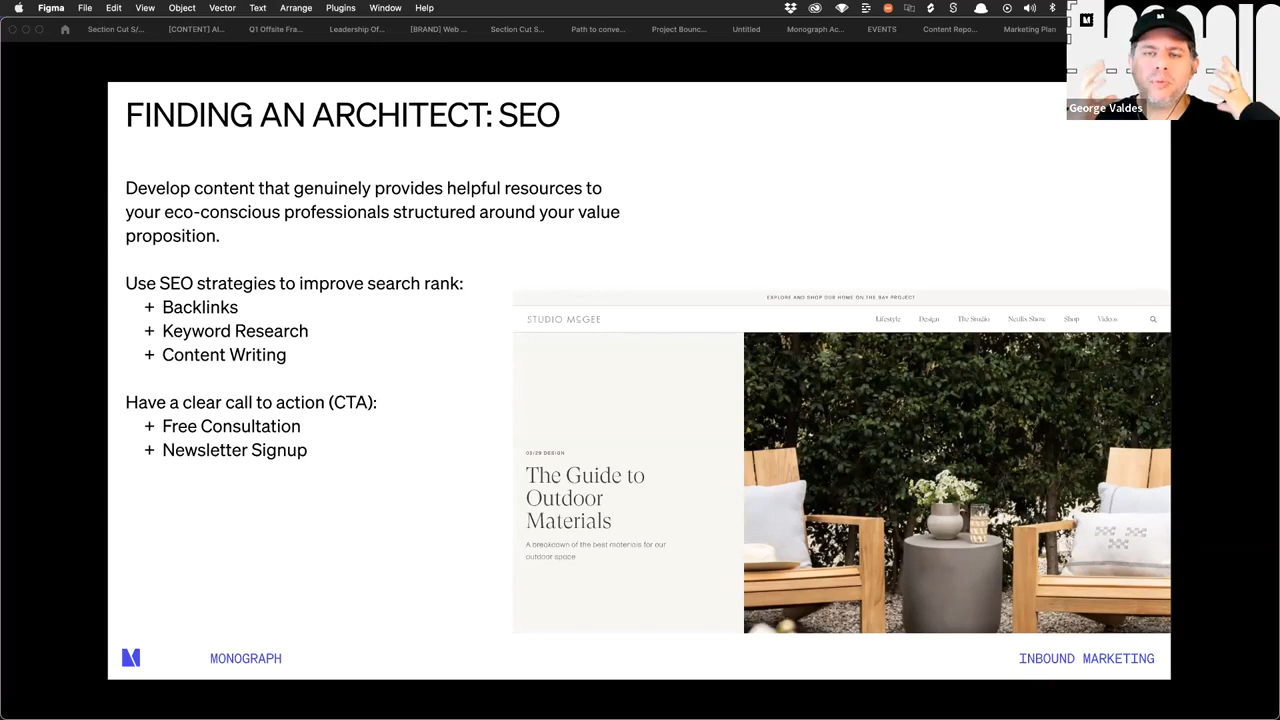 Figma File Edit View Object Vector Text Arrange Plugins Window Help
Section Cut S/... [CONTENT] AI... Q1 Offsite Fra... Leadership Of... [BRAND] Web ... Section Cut S... Path to conve... Project Bounc... Untitled Monograph Ac... EVENTS Content Repo... Marketing Plan
George Valdes
FINDING AN ARCHITECT: SEO
Develop content that genuinely provides helpful resources to
your eco-conscious professionals structured around your value
proposition.
Use SEO strategies to improve search rank:
+ Backlinks
+ Keyword Research
+ Content Writing
Have a clear call to action (CTA):
+ Free Consultation
+ Newsletter Signup
EXPLORE AND SHOP OUR HOME ON THE BAY PROJECT
STUDIO McGEE Lifestyle Design The Studio Netflix Show Shop Videos
03|29 DESIGN
The Guide to
Outdoor
Materials
A breakdown of the best materials for our
outdoor space
MONOGRAPH
INBOUND MARKETING